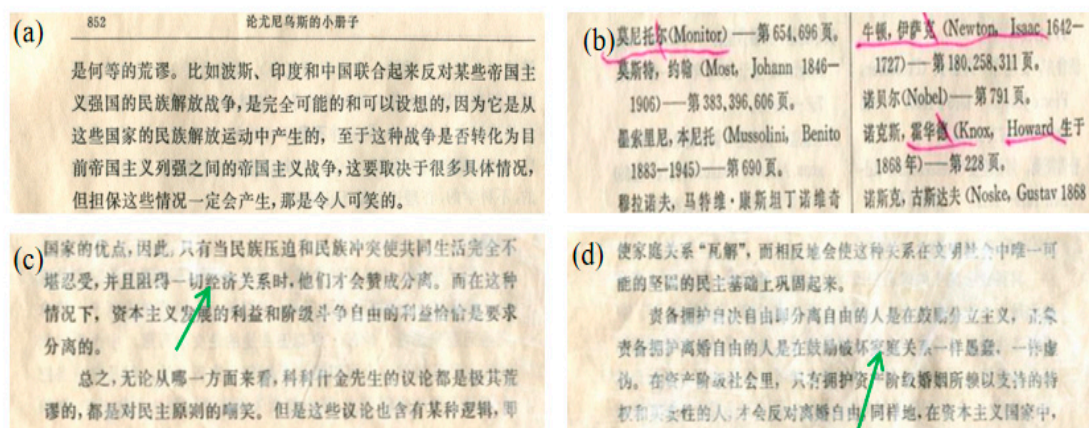 (a)
852 论尤尼乌斯的小册子
是何等的荒谬。比如波斯、印度和中国联合起来反对某些帝国主
义强国的民族解放战争,是完全可能的和可以设想的,因为它是从
这些国家的民族解放运动中产生的, 至于这种战争是否转化为目
前帝国主义列强之间的帝国主义战争,这要取决于很多具体情况,
但担保这些情况一定会产生,那是令人可笑的。
(b)
莫尼托尔(Monitor)——第654,696页。
莫斯特, 约翰 (Most, Johann 1846—
1906)——第383,396,606页。
墨索里尼,本尼托 (Mussolini, Benito
1883—1945)——第690页。
穆拉诺夫, 马特维·康斯坦丁诺维奇
牛顿, 伊萨克 (Newton, Isaac 1642—
1727)——第180,258,311页。
诺贝尔(Nobel)——第791页。
诺克斯, 霍华德 (Knox, Howard 生于
1868年)——第228页。
诺斯克, 古斯达夫 (Noske, Gustav 1868
(c)
国家的优点,因此,只有当民族压迫和民族冲突使共同生活完全不
堪忍受,并且阻碍一切经济关系时,他们才会赞成分离。而在这种
情况下, 资本主义发展的利益和阶级斗争自由的利益恰恰是要求
分离的。
总之,无论从哪一方面来看,科科什金先生的议论都是极其荒
谬的,都是对民主原则的嘲笑。但是这些议论也含有某种逻辑,即
(d)
使家庭关系“瓦解”,而相反地会使这种关系在文明社会中唯一可
能的坚固的民主基础上巩固起来。
责备拥护自决自由即分离自由的人是在鼓励分立主义, 正象
责备拥护离婚自由的人是在鼓励破坏家庭关系一样愚蠢, 一样虚
伪。在资产阶级社会里, 只有拥护资产阶级婚姻所赖以支持的特
权和买卖性的人,才会反对离婚自由,同样地,在资本主义国家中,